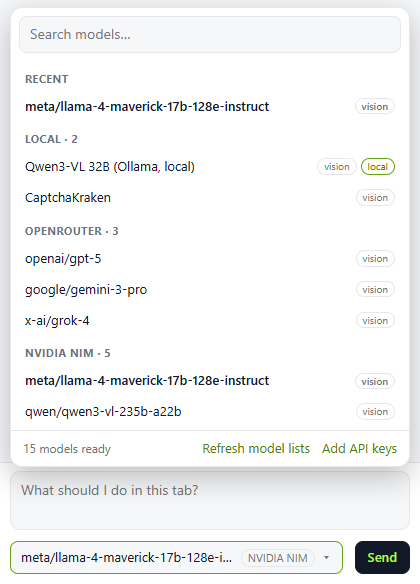 Search models...
RECENT
meta/llama-4-maverick-17b-128e-instruct vision
LOCAL · 2
Qwen3-VL 32B (Ollama, local) vision local
CaptchaKraken vision
OPENROUTER · 3
openai/gpt-5 vision
google/gemini-3-pro vision
x-ai/grok-4 vision
NVIDIA NIM · 5
meta/llama-4-maverick-17b-128e-instruct vision
qwen/qwen3-vl-235b-a22b vision
15 models ready Refresh model lists Add API keys
What should I do in this tab?
meta/llama-4-maverick-17b-128e-i... NVIDIA NIM Send